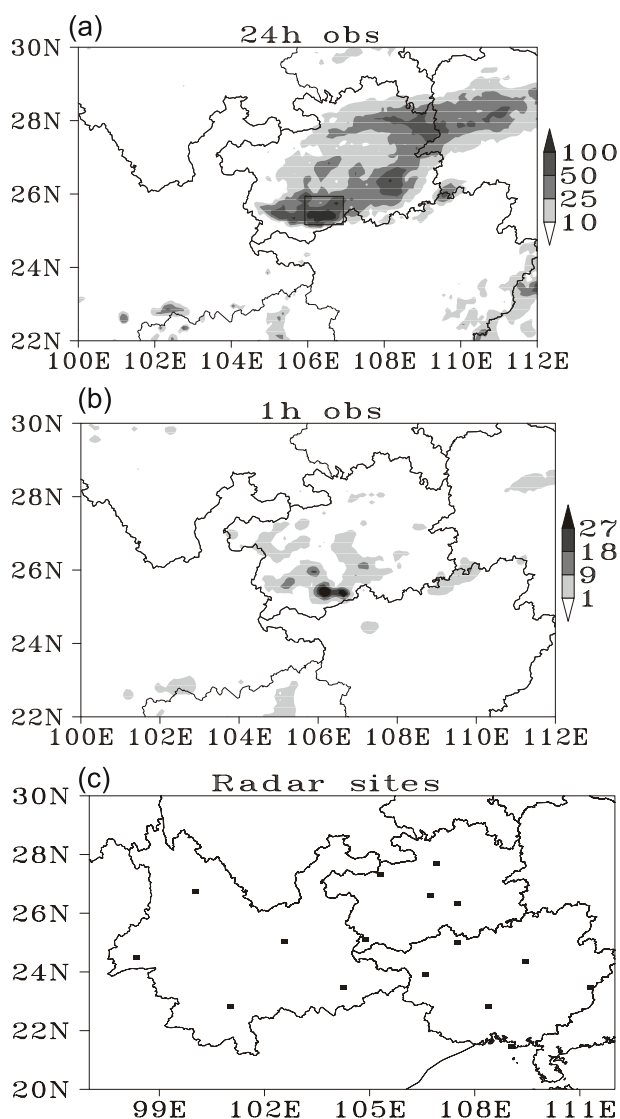 (a)
24h obs
30N
28N
26N
24N
22N
100E 102E 104E 106E 108E 110E 112E
100
50
25
10
(b)
1h obs
30N
28N
26N
24N
22N
100E 102E 104E 106E 108E 110E 112E
27
18
9
1
(c)
Radar sites
30N
28N
26N
24N
22N
20N
99E 102E 105E 108E 111E